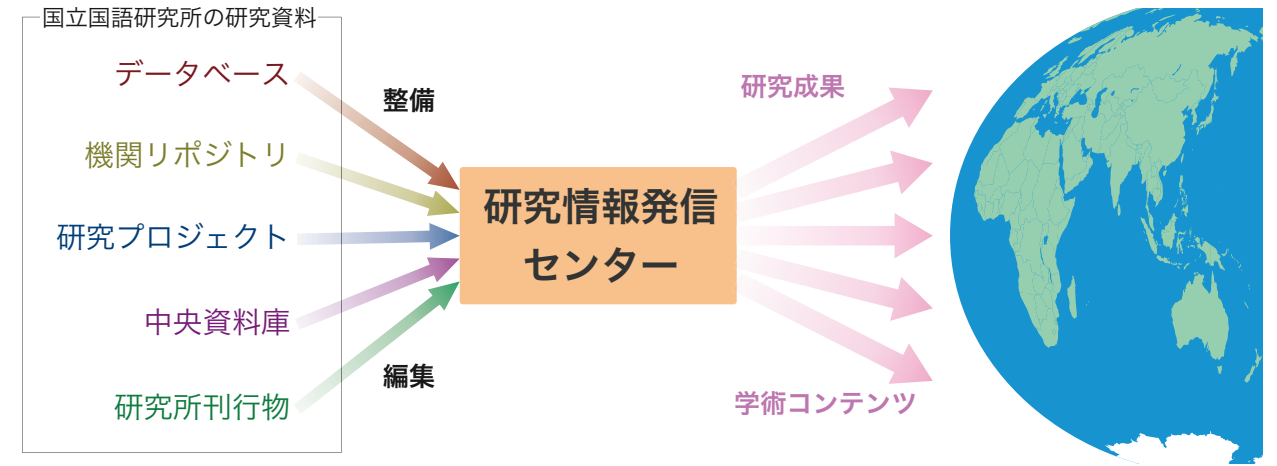 国立国語研究所の研究資料
データベース
機関リポジトリ
研究プロジェクト
中央資料庫
研究所刊行物
整備
編集
研究情報発信
センター
研究成果
学術コンテンツ